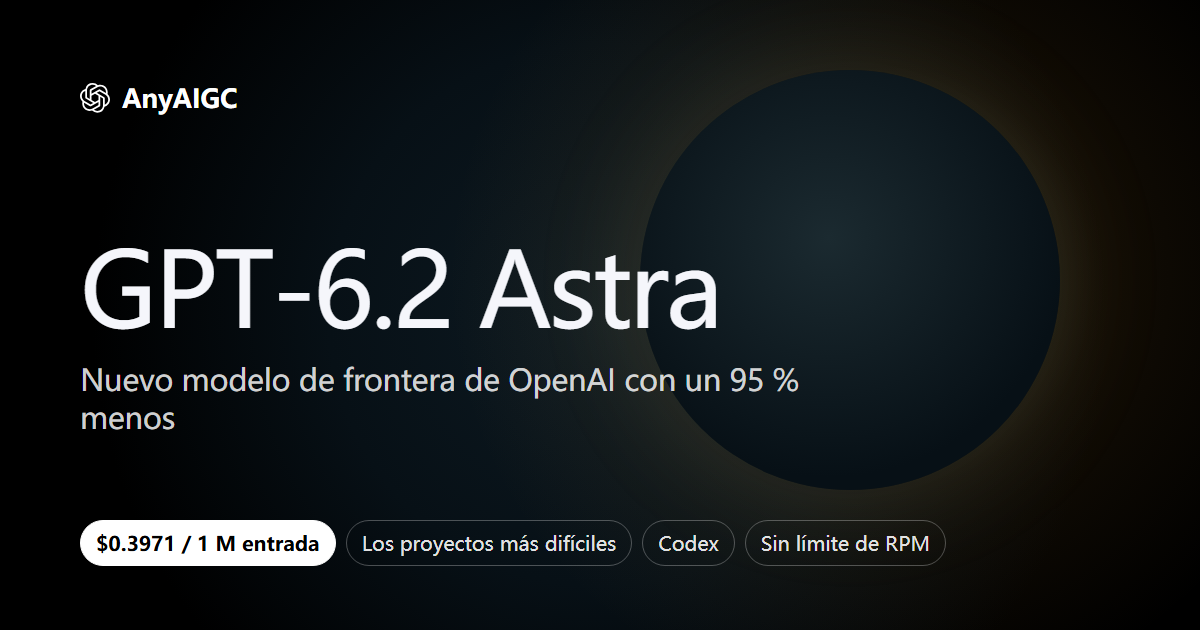 AnyAIGC
GPT-6.2 Astra
Nuevo modelo de frontera de OpenAI con un 95 %
menos
$0.3971 / 1 M entrada
Los proyectos más difíciles
Codex
Sin límite de RPM